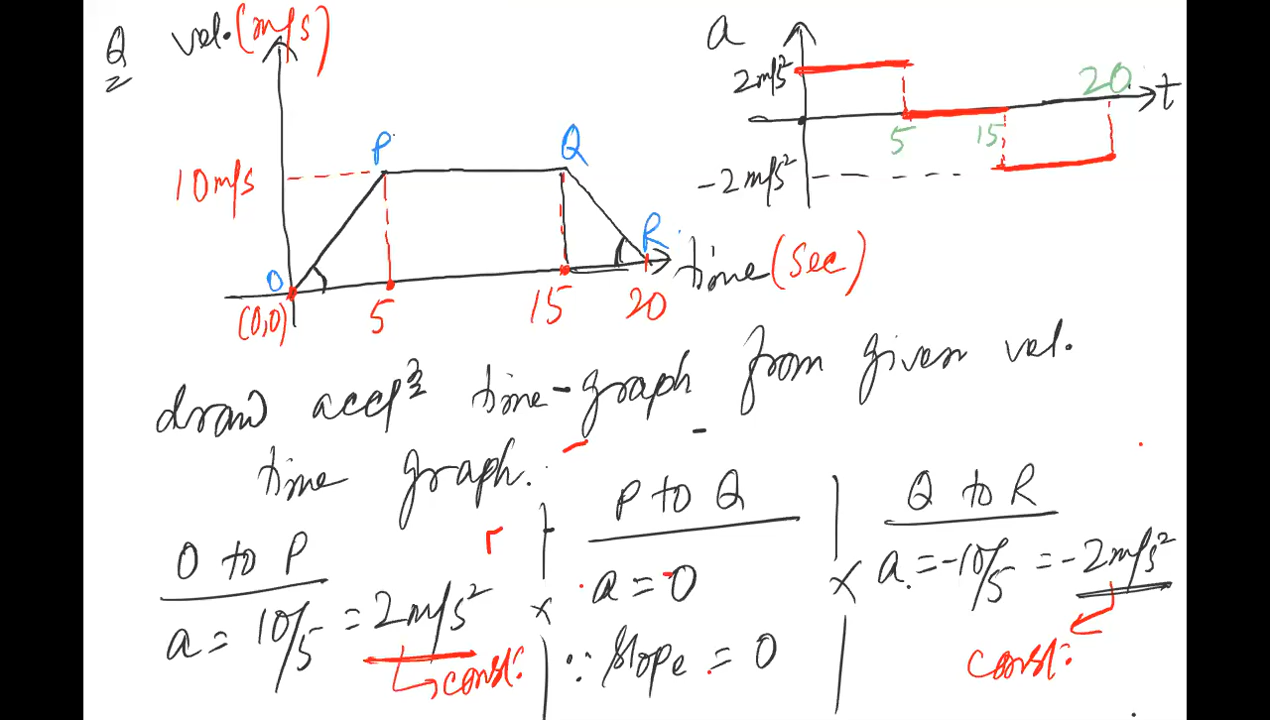 Q
vel. (m/s)
a
2m/s²
20
t
5
15
-2m/s²
P
Q
10m/s
R
O
(0,0)
5
15
20
time (sec)
draw accⁿ time-graph from given vel.
time graph.
O to P
a = 10/5 = 2m/s²
const:
P to Q
a = 0
∵ slope = 0
Q to R
a = -10/5 = -2m/s²
const: